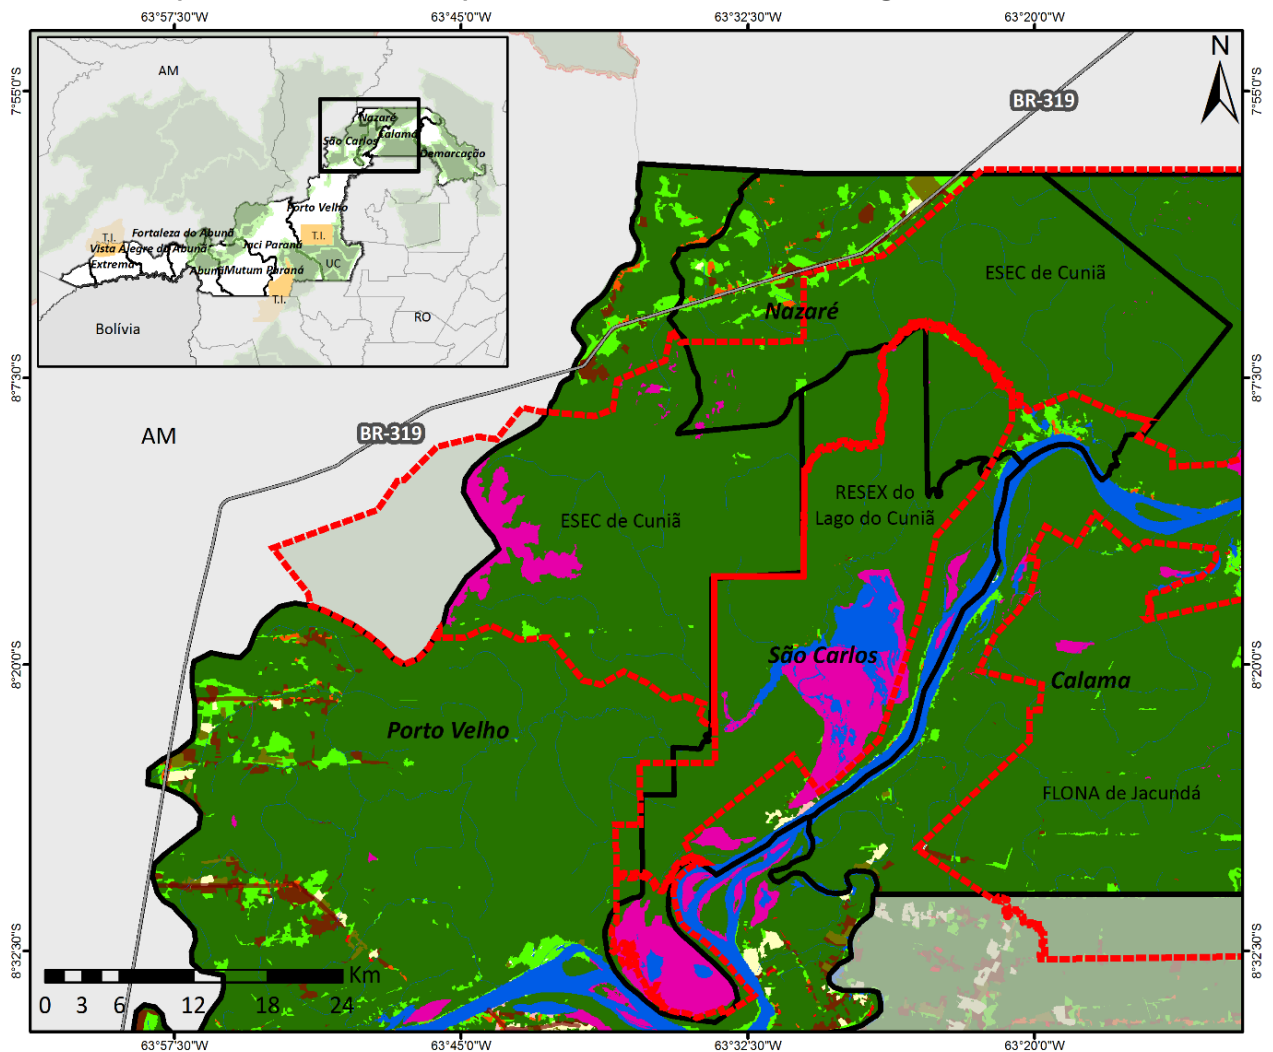 63°57'30"W
63°45'0"W
63°32'30"W
63°20'0"W
7°55'0"S
8°7'30"S
8°20'0"S
8°32'30"S
7°55'0"S
8°7'30"S
8°20'0"S
8°32'30"S
N
AM
Nazaré
São Carlos
Calama
Demarcação
Porto Velho
T.I.
Fortaleza do Abunã
T.I.
Vista Alegre do Abunã
Jaci Paraná
Extrema
Abunã
Mutum Paraná
UC
T.I.
Bolívia
RO
BR-319
ESEC de Cuniã
Nazaré
AM
BR-319
RESEX do
Lago do Cuniã
ESEC de Cuniã
São Carlos
Calama
Porto Velho
FLONA de Jacundá
Km
0 3 6 12 18 24
63°57'30"W
63°45'0"W
63°32'30"W
63°20'0"W